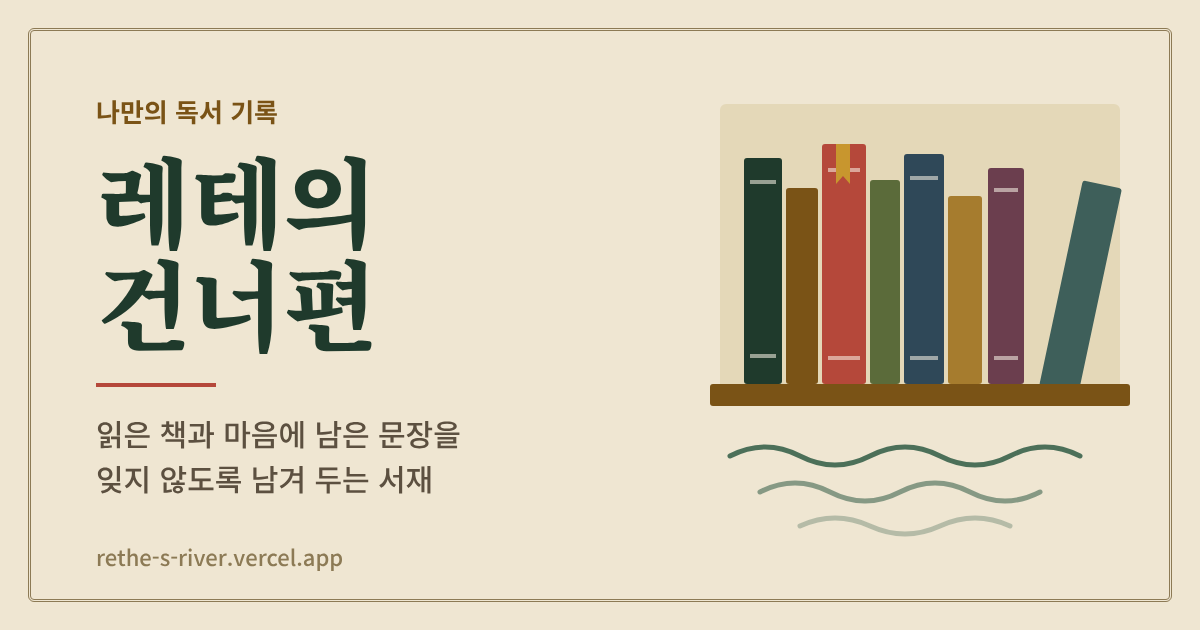 나만의 독서 기록
레테의
건너편
읽은 책과 마음에 남은 문장을
잊지 않도록 남겨 두는 서재
rethe-s-river.vercel.app